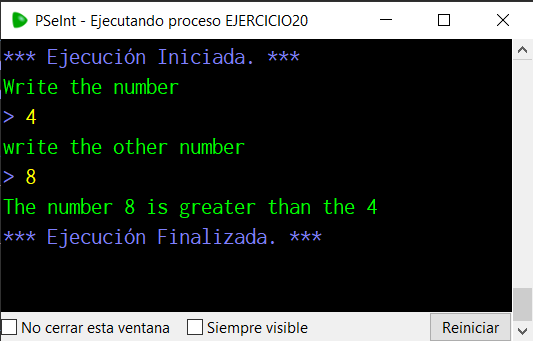 PSeInt - Ejecutando proceso EJERCICIO20
*** Ejecución Iniciada. ***
Write the number
> 4
write the other number
> 8
The number 8 is greater than the 4
*** Ejecución Finalizada. ***
No cerrar esta ventana Siempre visible Reiniciar